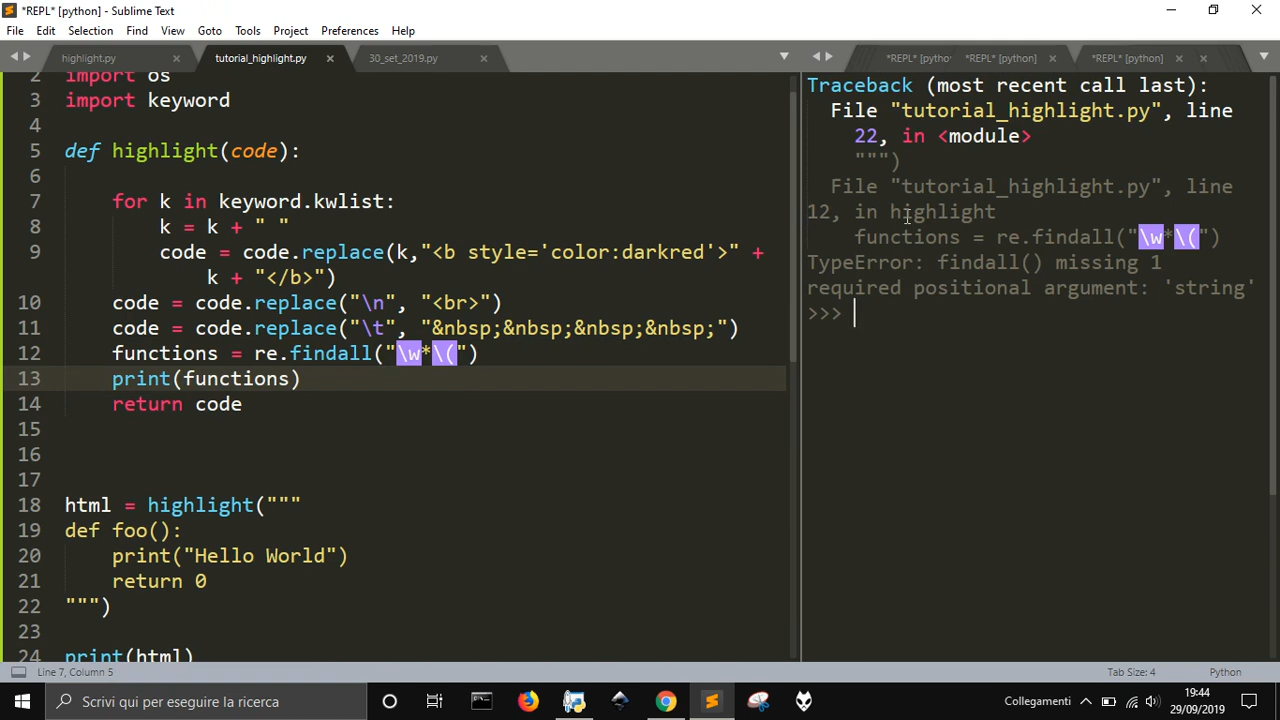 *REPL* [python] - Sublime Text
File Edit Selection Find View Goto Tools Project Preferences Help
highlight.py tutorial_highlight.py 30_set_2019.py
2 import os
3 import keyword
4
5 def highlight(code):
6
7 for k in keyword.kwlist:
8 k = k + " "
9 code = code.replace(k,"<b style='color:darkred'>" +
k + "</b>")
10 code = code.replace("\n", "<br>")
11 code = code.replace("\t", "&nbsp;&nbsp;&nbsp;&nbsp;")
12 functions = re.findall("\w*\(")
13 print(functions)
14 return code
15
16
17
18 html = highlight("""
19 def foo():
20 print("Hello World")
21 return 0
22 """)
23
24 print(html)
*REPL* [pytho *REPL* [python] *REPL* [python]
Traceback (most recent call last):
File "tutorial_highlight.py", line
22, in <module>
""")
File "tutorial_highlight.py", line
12, in highlight
functions = re.findall("\w*\(")
TypeError: findall() missing 1
required positional argument: 'string'
>>>
Line 7, Column 5 Tab Size: 4 Python
Scrivi qui per eseguire la ricerca Collegamenti 19:44
29/09/2019